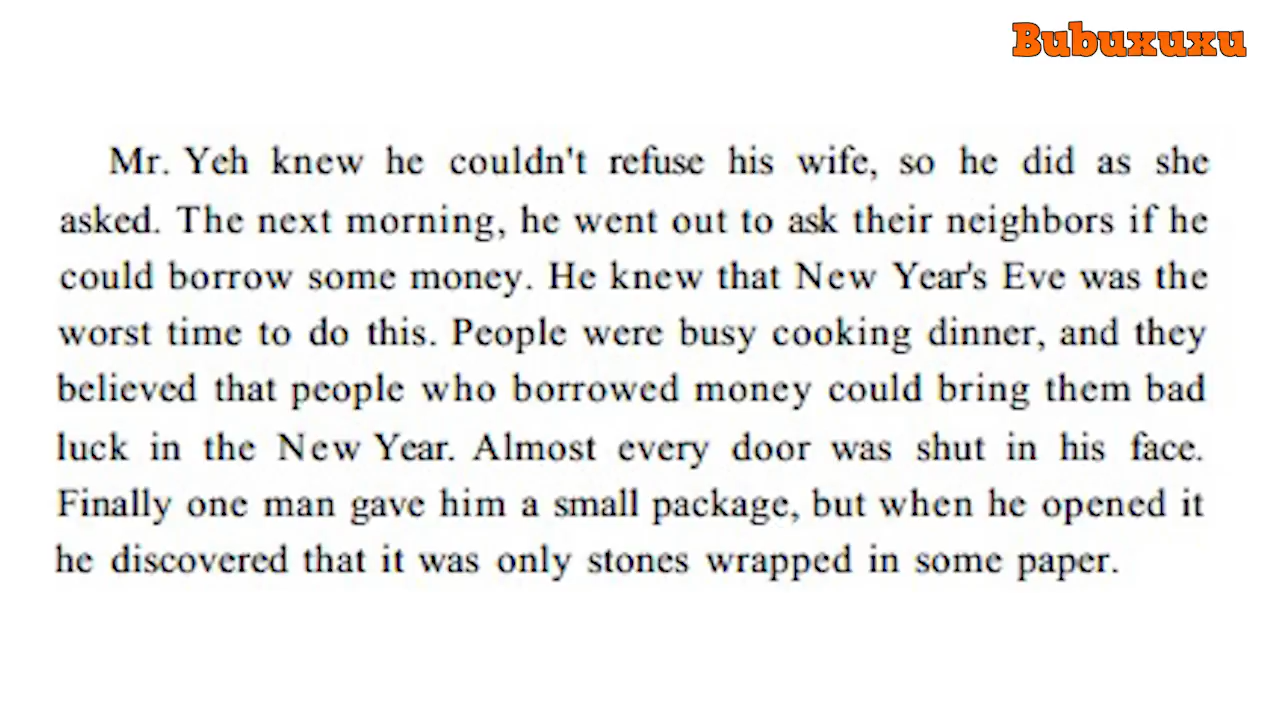 Bubuxuxu
Mr. Yeh knew he couldn't refuse his wife, so he did as she
asked. The next morning, he went out to ask their neighbors if he
could borrow some money. He knew that New Year's Eve was the
worst time to do this. People were busy cooking dinner, and they
believed that people who borrowed money could bring them bad
luck in the New Year. Almost every door was shut in his face.
Finally one man gave him a small package, but when he opened it
he discovered that it was only stones wrapped in some paper.